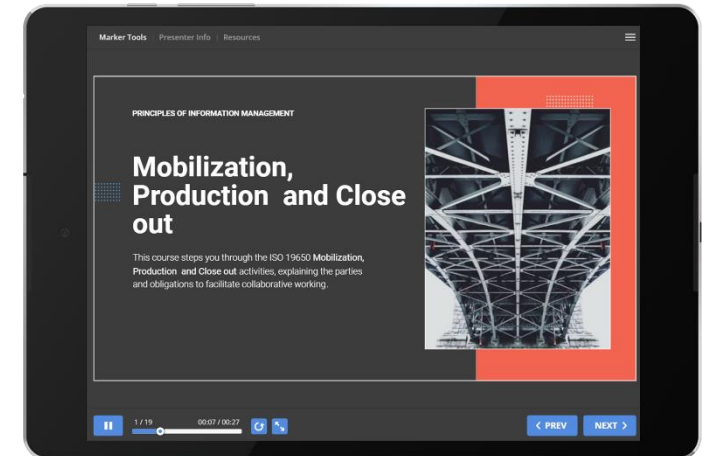 Marker Tools | Presenter Info | Resources
PRINCIPLES OF INFORMATION MANAGEMENT
Mobilization,
Production and Close
out
This course steps you through the ISO 19650 Mobilization,
Production and Close out activities, explaining the parties
and obligations to facilitate collaborative working.
1 / 19 00:07 / 00:27
PREV NEXT